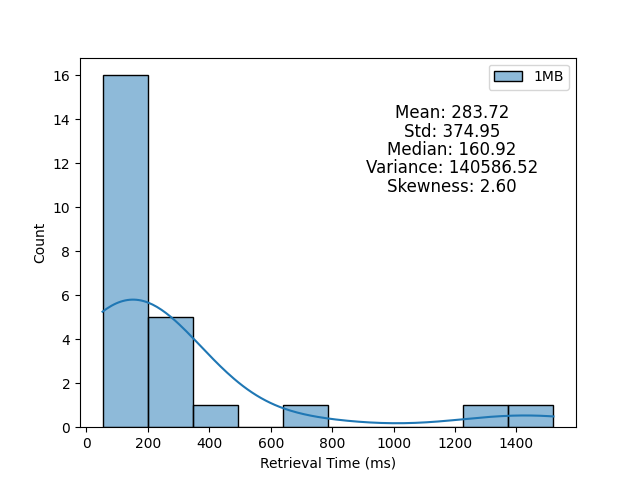 1MB
Mean: 283.72
Std: 374.95
Median: 160.92
Variance: 140586.52
Skewness: 2.60
16
14
12
10
8
6
4
2
0
Count
0 200 400 600 800 1000 1200 1400
Retrieval Time (ms)